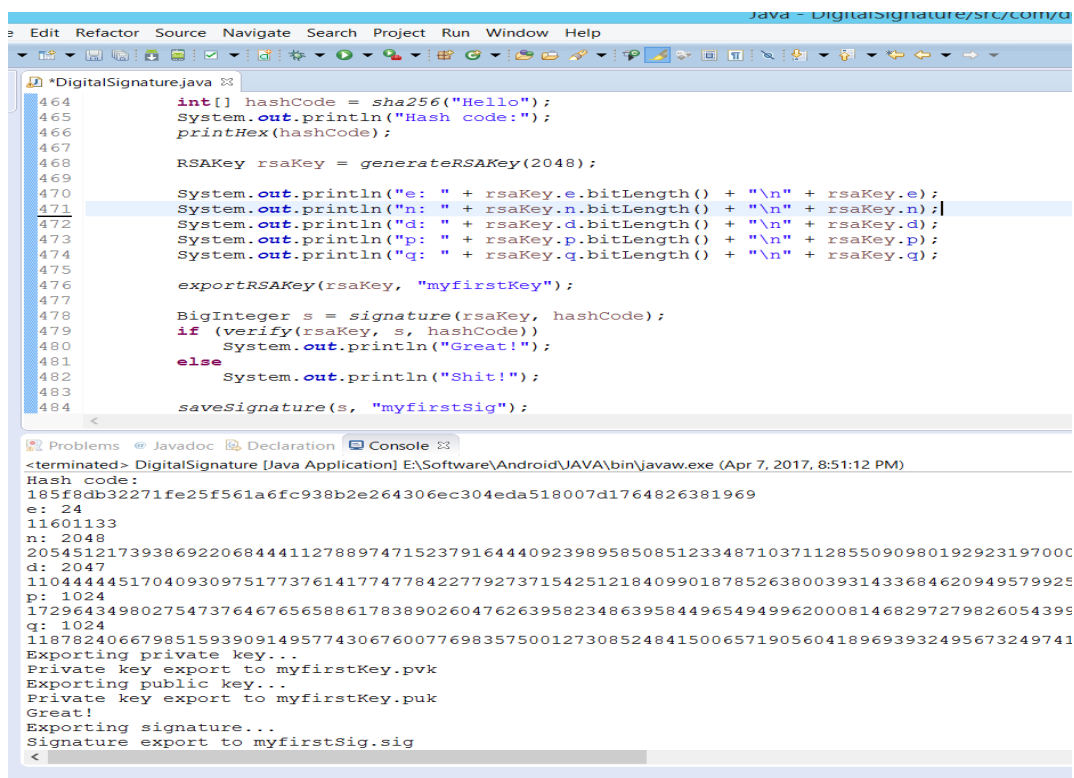 Java - DigitalSignature/src/com/d
Edit Refactor Source Navigate Search Project Run Window Help
*DigitalSignature.java
464 int[] hashCode = sha256("Hello");
465 System.out.println("Hash code:");
466 printHex(hashCode);
467
468 RSAKey rsaKey = generateRSAKey(2048);
469
470 System.out.println("e: " + rsaKey.e.bitLength() + "\n" + rsaKey.e);
471 System.out.println("n: " + rsaKey.n.bitLength() + "\n" + rsaKey.n);
472 System.out.println("d: " + rsaKey.d.bitLength() + "\n" + rsaKey.d);
473 System.out.println("p: " + rsaKey.p.bitLength() + "\n" + rsaKey.p);
474 System.out.println("q: " + rsaKey.q.bitLength() + "\n" + rsaKey.q);
475
476 exportRSAKey(rsaKey, "myfirstKey");
477
478 BigInteger s = signature(rsaKey, hashCode);
479 if (verify(rsaKey, s, hashCode))
480 System.out.println("Great!");
481 else
482 System.out.println("Shit!");
483
484 saveSignature(s, "myfirstSig");
Problems @ Javadoc Declaration Console
<terminated> DigitalSignature [Java Application] E:\Software\Android\JAVA\bin\javaw.exe (Apr 7, 2017, 8:51:12 PM)
Hash code:
185f8db32271fe25f561a6fc938b2e264306ec304eda518007d1764826381969
e: 24
11601133
n: 2048
20545121739386922068444112788974715237916444092398958508512334871037112855090980192923197000
d: 2047
11044444517040930975177376141774778422779273715425121840990187852638003931433684620949579925
p: 1024
17296434980275473764676565886178389026047626395823486395844965494996200081468297279826054399
q: 1024
11878240667985159390914957743067600776983575001273085248415006571905604189693932495673249741
Exporting private key...
Private key export to myfirstKey.pvk
Exporting public key...
Private key export to myfirstKey.puk
Great!
Exporting signature...
Signature export to myfirstSig.sig